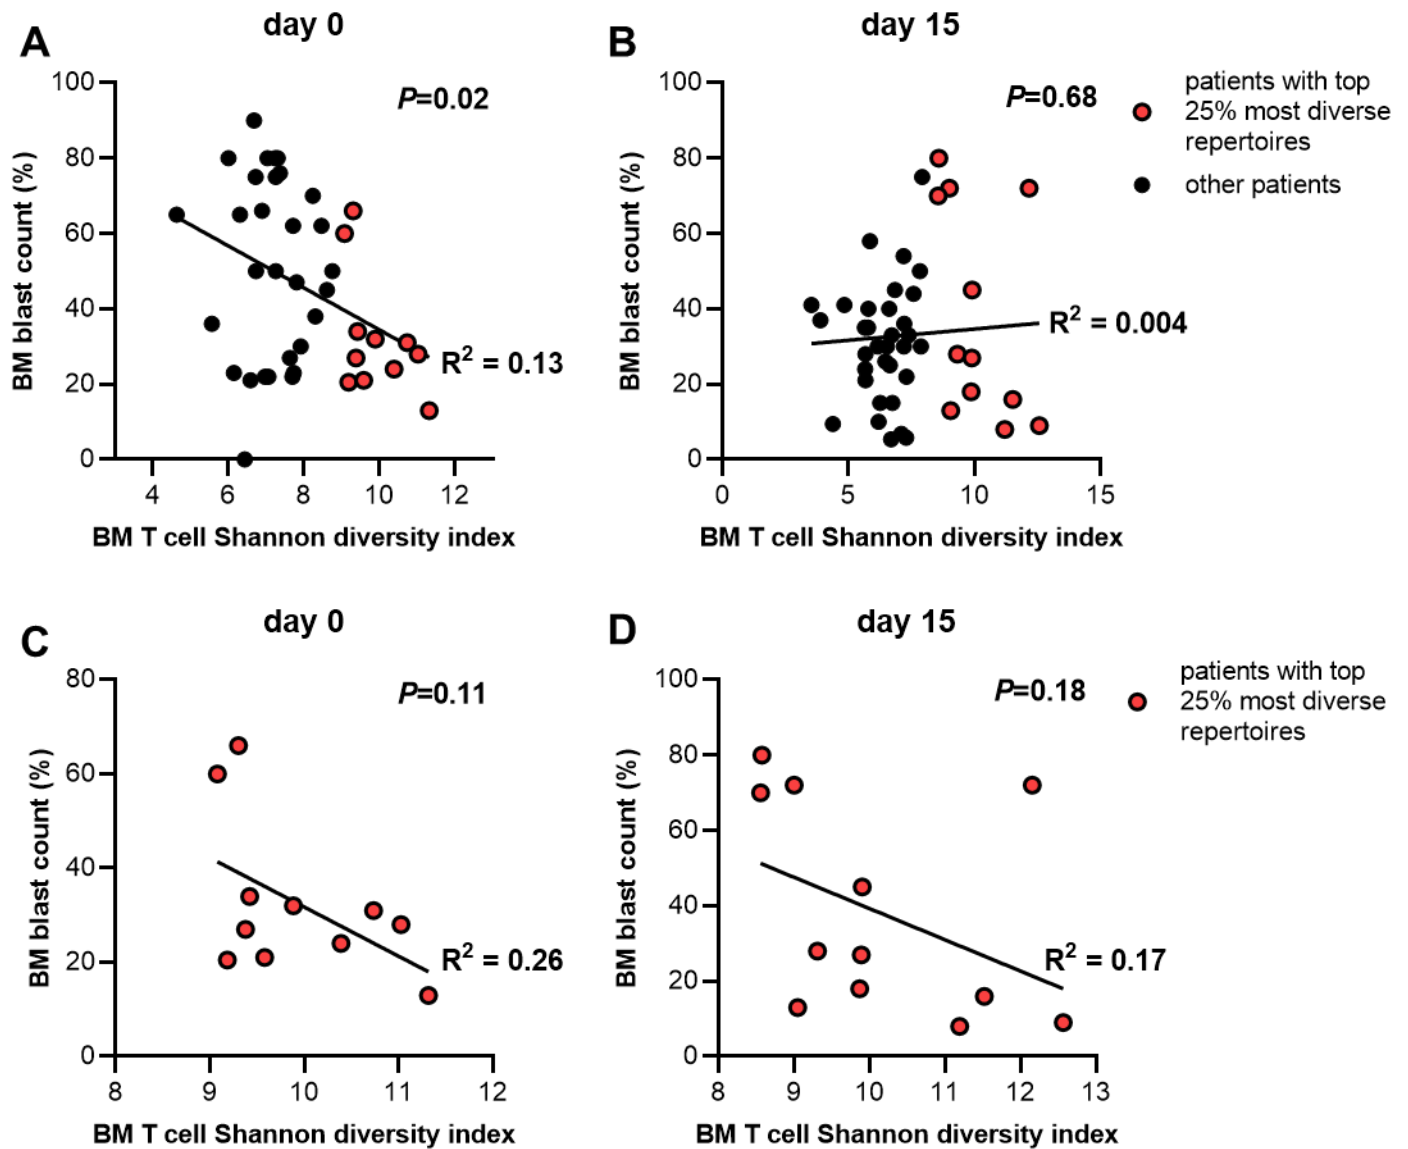 A
day 0
P=0.02
BM blast count (%)
100
80
60
40
20
0
R² = 0.13
4 6 8 10 12
BM T cell Shannon diversity index
B
day 15
P=0.68
BM blast count (%)
100
80
60
40
20
0
R² = 0.004
0 5 10 15
BM T cell Shannon diversity index
patients with top
25% most diverse
repertoires
other patients
C
day 0
P=0.11
BM blast count (%)
80
60
40
20
0
R² = 0.26
8 9 10 11 12
BM T cell Shannon diversity index
D
day 15
P=0.18
BM blast count (%)
100
80
60
40
20
0
R² = 0.17
8 9 10 11 12 13
BM T cell Shannon diversity index
patients with top
25% most diverse
repertoires